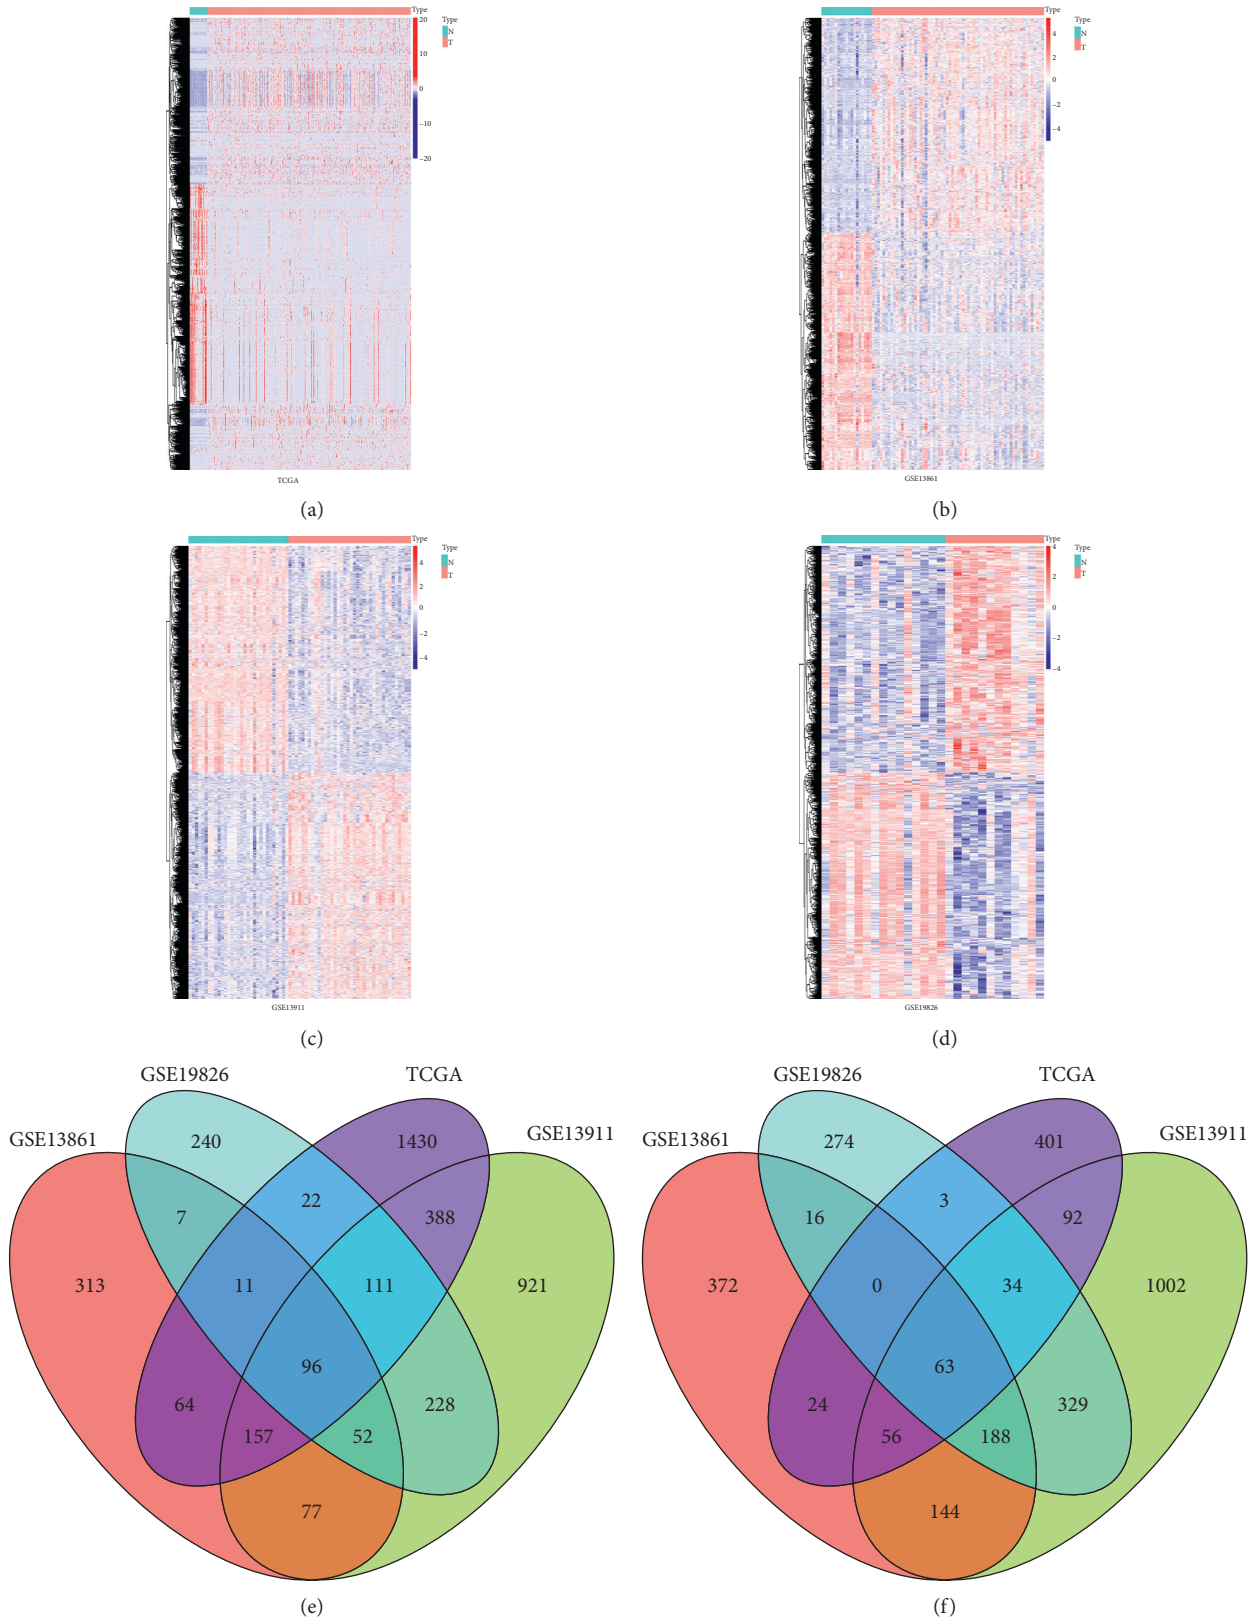 Type
20
10
0
−10
−20
Type
N
T
TCGA
(a)
Type
4
2
0
−2
−4
Type
N
T
GSE13861
(b)
Type
4
2
0
−2
−4
Type
N
T
GSE13911
(c)
Type
4
2
0
−2
−4
Type
N
T
GSE19826
(d)
GSE19826
TCGA
GSE13861
GSE13911
240
1430
7
22
388
313
11
111
921
96
64
228
157
52
77
(e)
GSE19826
TCGA
GSE13861
GSE13911
274
401
16
3
92
372
0
34
1002
63
24
329
56
188
144
(f)